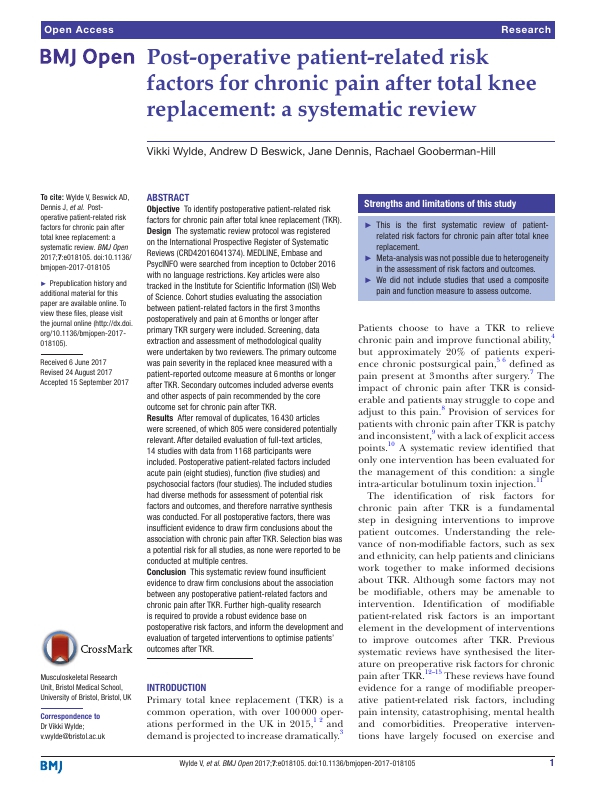 Open Access
Research
BMJ Open
Post-operative patient-related risk
factors for chronic pain after total knee
replacement: a systematic review
Vikki Wylde, Andrew D Beswick, Jane Dennis, Rachael Gooberman-Hill
To cite: Wylde V, Beswick AD,
Dennis J, et al. Post-
operative patient-related risk
factors for chronic pain after
total knee replacement: a
systematic review. BMJ Open
2017;7:e018105. doi:10.1136/
bmjopen-2017-018105
► Prepublication history and
additional material for this
paper are available online. To
view these files, please visit
the journal online (http://dx.doi.
org/10.1136/bmjopen-2017-
018105).
Received 6 June 2017
Revised 24 August 2017
Accepted 15 September 2017
CrossMark
Musculoskeletal Research
Unit, Bristol Medical School,
University of Bristol, Bristol, UK
Correspondence to
Dr Vikki Wylde;
v.wylde@bristol.ac.uk
ABSTRACT
Objective To identify postoperative patient-related risk
factors for chronic pain after total knee replacement (TKR).
Design The systematic review protocol was registered
on the International Prospective Register of Systematic
Reviews (CRD42016041374). MEDLINE, Embase and
PsycINFO were searched from inception to October 2016
with no language restrictions. Key articles were also
tracked in the Institute for Scientific Information (ISI) Web
of Science. Cohort studies evaluating the association
between patient-related factors in the first 3 months
postoperatively and pain at 6 months or longer after
primary TKR surgery were included. Screening, data
extraction and assessment of methodological quality
were undertaken by two reviewers. The primary outcome
was pain severity in the replaced knee measured with a
patient-reported outcome measure at 6 months or longer
after TKR. Secondary outcomes included adverse events
and other aspects of pain recommended by the core
outcome set for chronic pain after TKR.
Results After removal of duplicates, 16 430 articles
were screened, of which 805 were considered potentially
relevant. After detailed evaluation of full-text articles,
14 studies with data from 1168 participants were
included. Postoperative patient-related factors included
acute pain (eight studies), function (five studies) and
psychosocial factors (four studies). The included studies
had diverse methods for assessment of potential risk
factors and outcomes, and therefore narrative synthesis
was conducted. For all postoperative factors, there was
insufficient evidence to draw firm conclusions about the
association with chronic pain after TKR. Selection bias was
a potential risk for all studies, as none were reported to be
conducted at multiple centres.
Conclusion This systematic review found insufficient
evidence to draw firm conclusions about the association
between any postoperative patient-related factors and
chronic pain after TKR. Further high-quality research
is required to provide a robust evidence base on
postoperative risk factors, and inform the development and
evaluation of targeted interventions to optimise patients'
outcomes after TKR.
INTRODUCTION
Primary total knee replacement (TKR) is a
common operation, with over 100 000 oper-
ations performed in the UK in 2015,1 2 and
demand is projected to increase dramatically.3
Strengths and limitations of this study
► This is the first systematic review of patient-
related risk factors for chronic pain after total knee
replacement.
► Meta-analysis was not possible due to heterogeneity
in the assessment of risk factors and outcomes.
► We did not include studies that used a composite
pain and function measure to assess outcome.
Patients choose to have a TKR to relieve
chronic pain and improve functional ability,4
but approximately 20% of patients experi-
ence chronic postsurgical pain,5 6 defined as
pain present at 3 months after surgery.7 The
impact of chronic pain after TKR is consid-
erable and patients may struggle to cope and
adjust to this pain.8 Provision of services for
patients with chronic pain after TKR is patchy
and inconsistent,9 with a lack of explicit access
points.10 A systematic review identified that
only one intervention has been evaluated for
the management of this condition: a single
intra-articular botulinum toxin injection.11
The identification of risk factors for
chronic pain after TKR is a fundamental
step in designing interventions to improve
patient outcomes. Understanding the rele-
vance of non-modifiable factors, such as sex
and ethnicity, can help patients and clinicians
work together to make informed decisions
about TKR. Although some factors may not
be modifiable, others may be amenable to
intervention. Identification of modifiable
patient-related risk factors is an important
element in the development of interventions
to improve outcomes after TKR. Previous
systematic reviews have synthesised the liter-
ature on preoperative risk factors for chronic
pain after TKR.12–15 These reviews have found
evidence for a range of modifiable preoper-
ative patient-related risk factors, including
pain intensity, catastrophising, mental health
and comorbidities. Preoperative interven-
tions have largely focused on exercise and
BMJ
Wylde V, et al. BMJ Open 2017;7:e018105. doi:10.1136/bmjopen-2017-018105
1